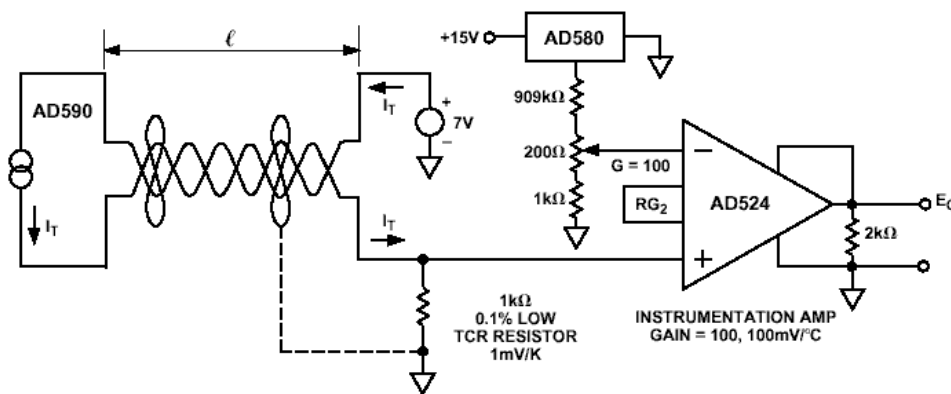 ℓ
+15V
AD580
AD590
I_T
+
7V
–
909kΩ
200Ω
G = 100
–
1kΩ
RG₂
AD524
E_O
2kΩ
I_T
I_T
+
1kΩ
0.1% LOW
TCR RESISTOR
1mV/K
INSTRUMENTATION AMP
GAIN = 100, 100mV/°C